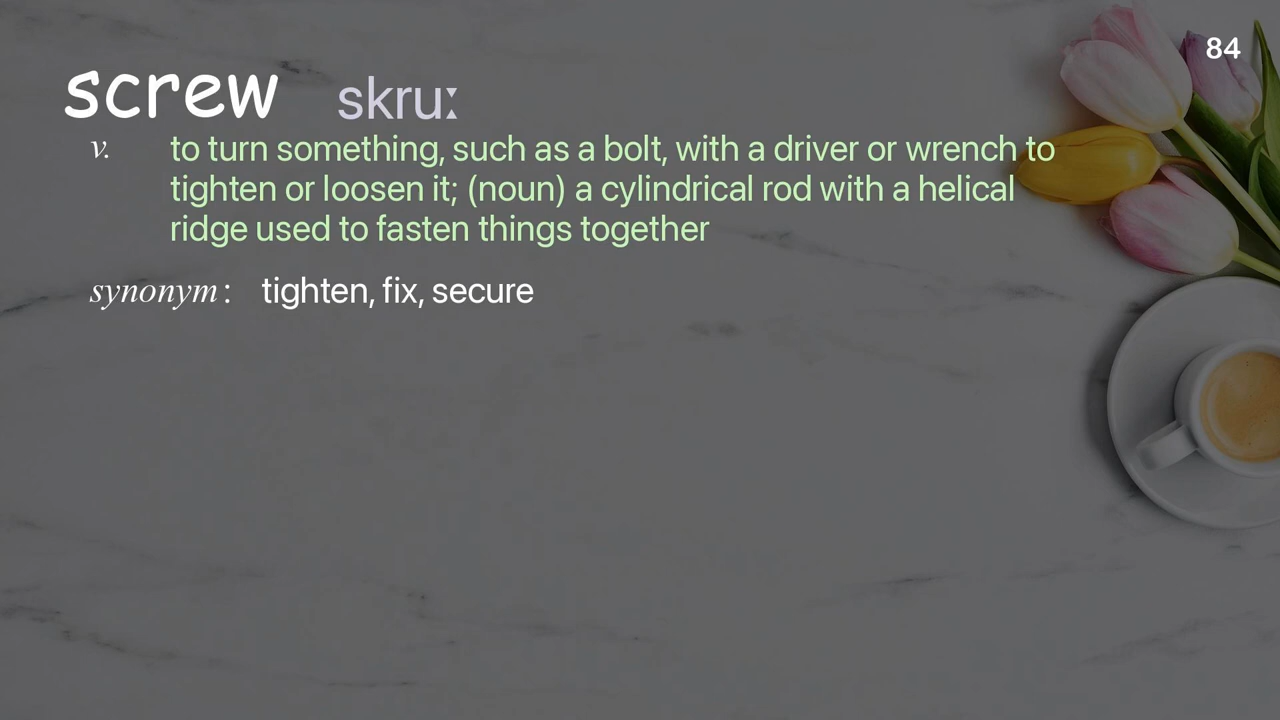 84
screw skruː
v. to turn something, such as a bolt, with a driver or wrench to
tighten or loosen it; (noun) a cylindrical rod with a helical
ridge used to fasten things together
synonym : tighten, fix, secure